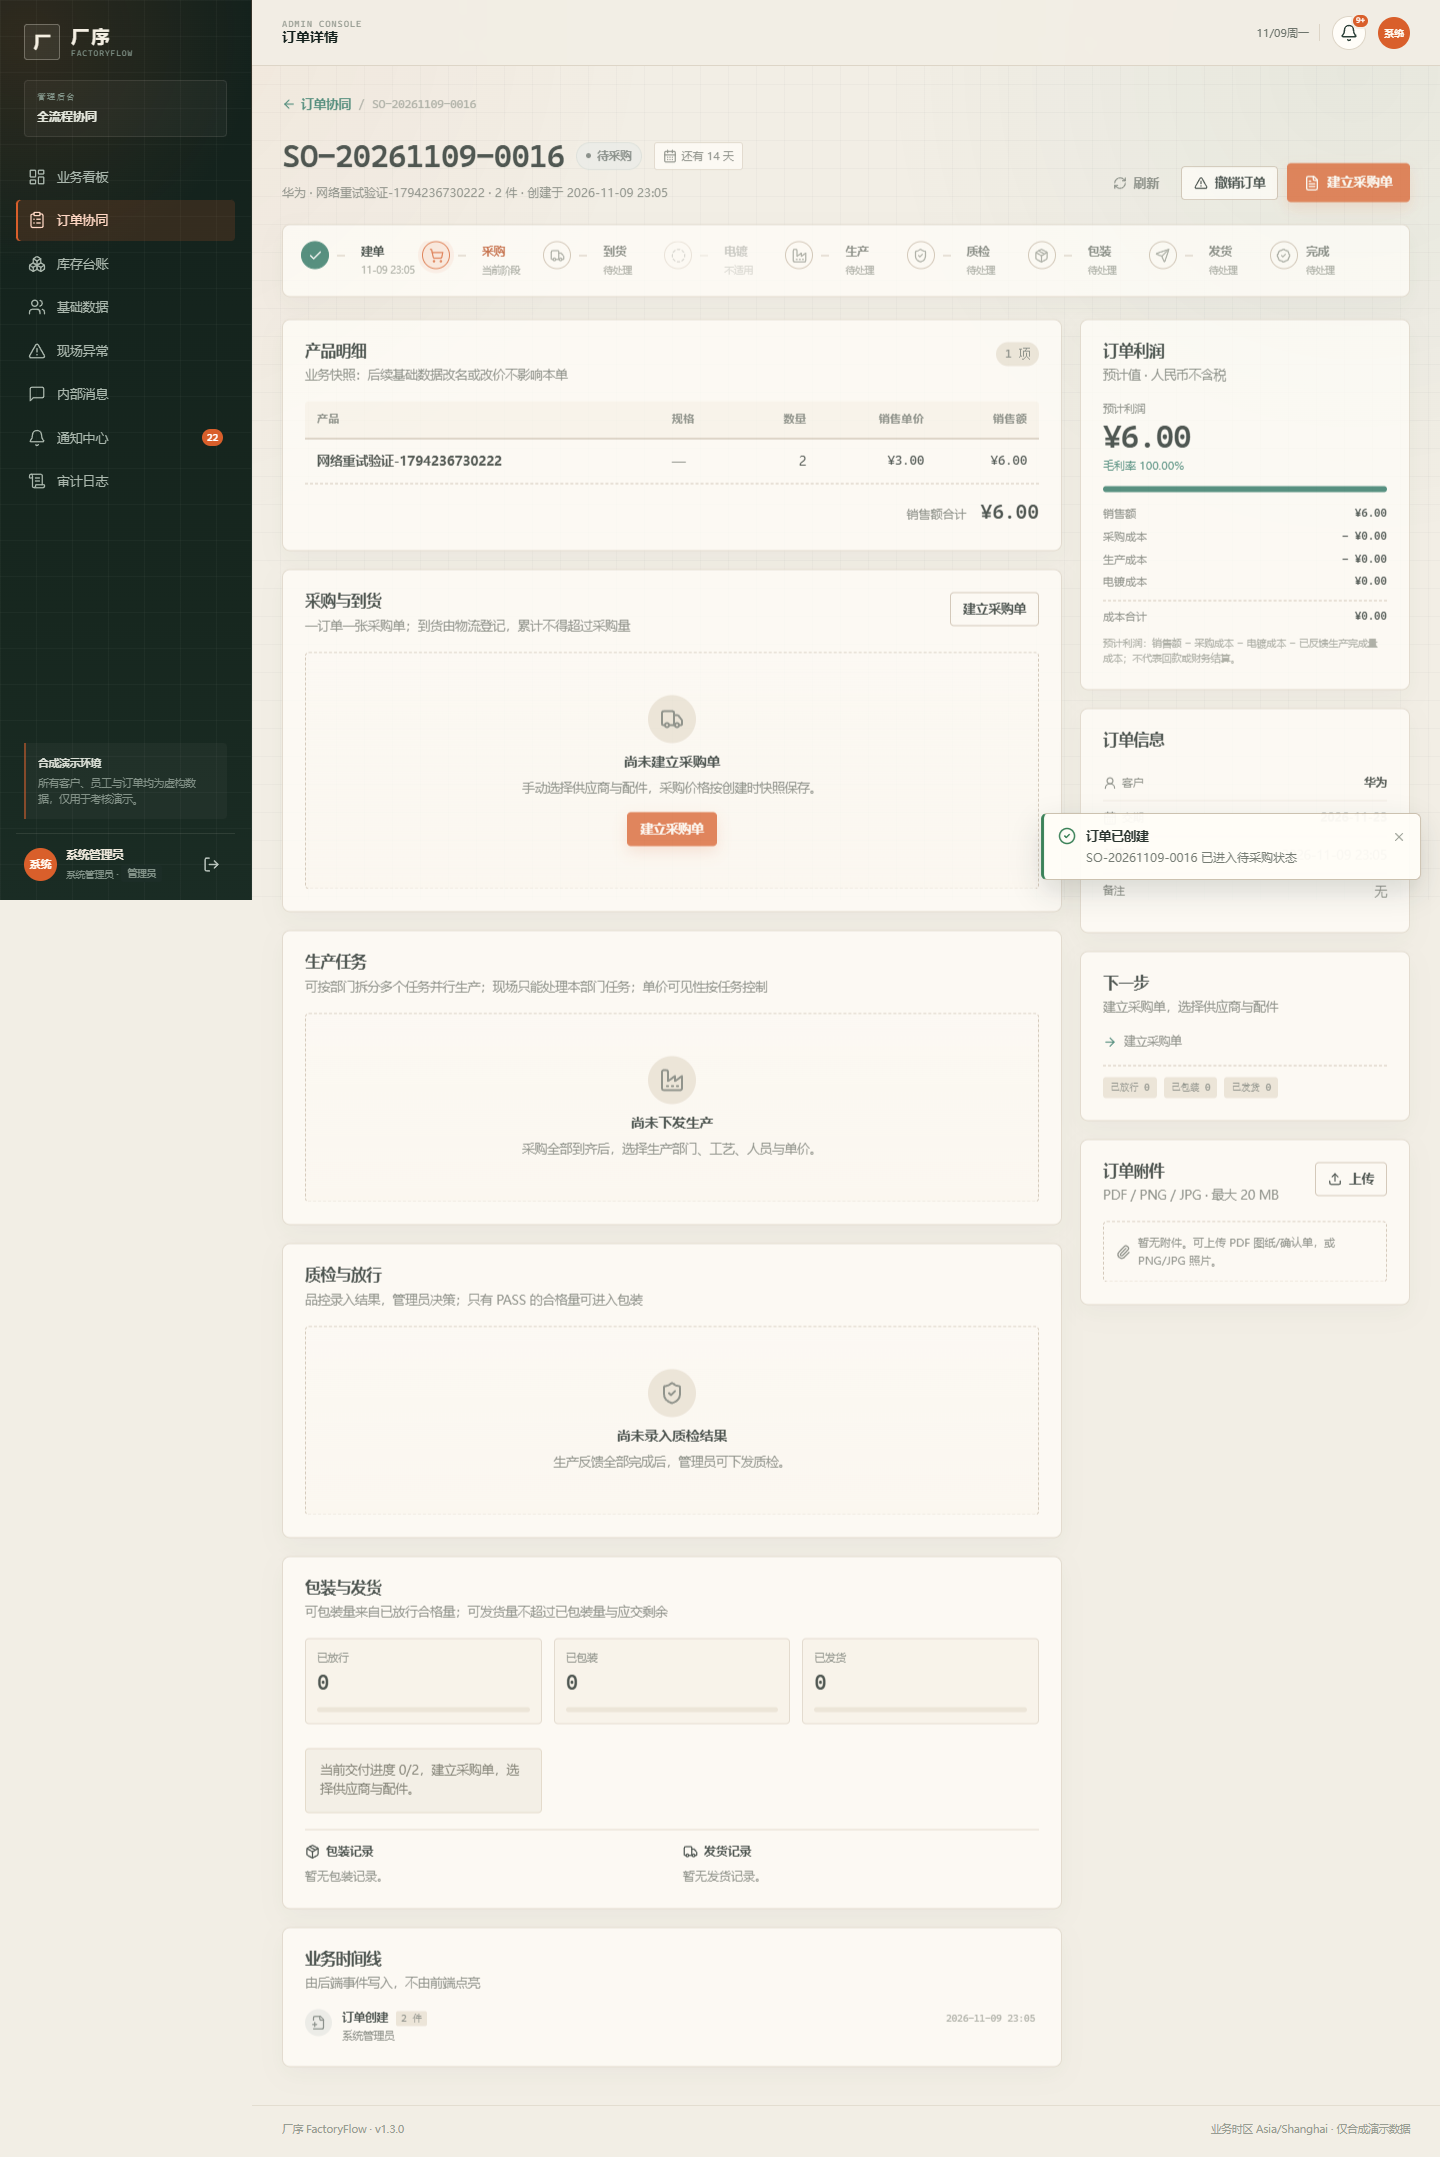 厂
厂序
FACTORYFLOW
管理后台
全流程协同
业务看板
订单协同
库存台账
基础数据
现场异常
内部消息
通知中心
22
审计日志
合成演示环境
所有客户、员工与订单均为虚构数
据，仅用于考核演示。
系统
系统管理员
系统管理员 · 管理员
ADMIN CONSOLE
订单详情
11/09周一
9+
系统
订单协同 / SO-20261109-0016
SO-20261109-0016
待采购
还有 14 天
华为 · 网络重试验证-1794236730222 · 2 件 · 创建于 2026-11-09 23:05
刷新
撤销订单
建立采购单
建单
11-09 23:05
采购
当前阶段
到货
待处理
电镀
不适用
生产
待处理
质检
待处理
包装
待处理
发货
待处理
完成
待处理
产品明细
1 项
业务快照：后续基础数据改名或改价不影响本单
产品 规格 数量 销售单价 销售额
网络重试验证-1794236730222 — 2 ¥3.00 ¥6.00
销售额合计 ¥6.00
采购与到货
一订单一张采购单；到货由物流登记，累计不得超过采购量
建立采购单
尚未建立采购单
手动选择供应商与配件，采购价格按创建时快照保存。
建立采购单
生产任务
可按部门拆分多个任务并行生产；现场只能处理本部门任务；单价可见性按任务控制
尚未下发生产
采购全部到齐后，选择生产部门、工艺、人员与单价。
质检与放行
品控录入结果，管理员决策；只有 PASS 的合格量可进入包装
尚未录入质检结果
生产反馈全部完成后，管理员可下发质检。
包装与发货
可包装量来自已放行合格量；可发货量不超过已包装量与应交剩余
已放行
0
已包装
0
已发货
0
当前交付进度 0/2，建立采购单，选
择供应商与配件。
包装记录
暂无包装记录。
发货记录
暂无发货记录。
业务时间线
由后端事件写入，不由前端点亮
订单创建 2 件
系统管理员
2026-11-09 23:05
订单利润
预计值 · 人民币不含税
预计利润
¥6.00
毛利率 100.00%
销售额 ¥6.00
采购成本 − ¥0.00
生产成本 − ¥0.00
电镀成本 ¥0.00
成本合计 ¥0.00
预计利润：销售额 − 采购成本 − 电镀成本 − 已反馈生产完成量
成本；不代表回款或财务结算。
订单信息
客户 华为
订单已创建
SO-20261109-0016 已进入待采购状态
备注 无
下一步
建立采购单，选择供应商与配件
建立采购单
已放行 0
已包装 0
已发货 0
订单附件
PDF / PNG / JPG · 最大 20 MB
上传
暂无附件。可上传 PDF 图纸/确认单，或
PNG/JPG 照片。
厂序 FactoryFlow · v1.3.0
业务时区 Asia/Shanghai · 仅合成演示数据